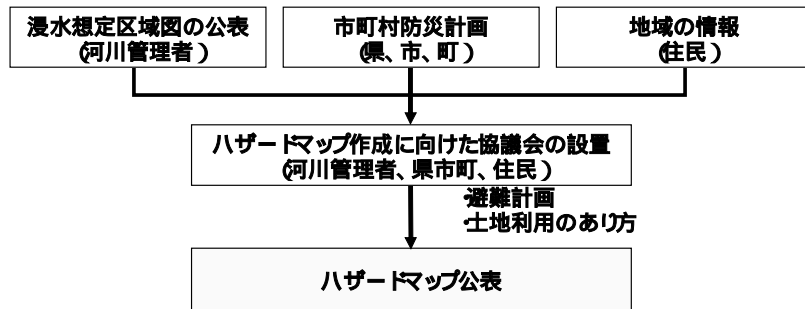 浸水想定区域図の公表
(河川管理者)
市町村防災計画
(県、市、町)
地域の情報
(住民)
ハザードマップ作成に向けた協議会の設置
(河川管理者、県市町、住民)
・避難計画
・土地利用のあり方
ハザードマップ公表